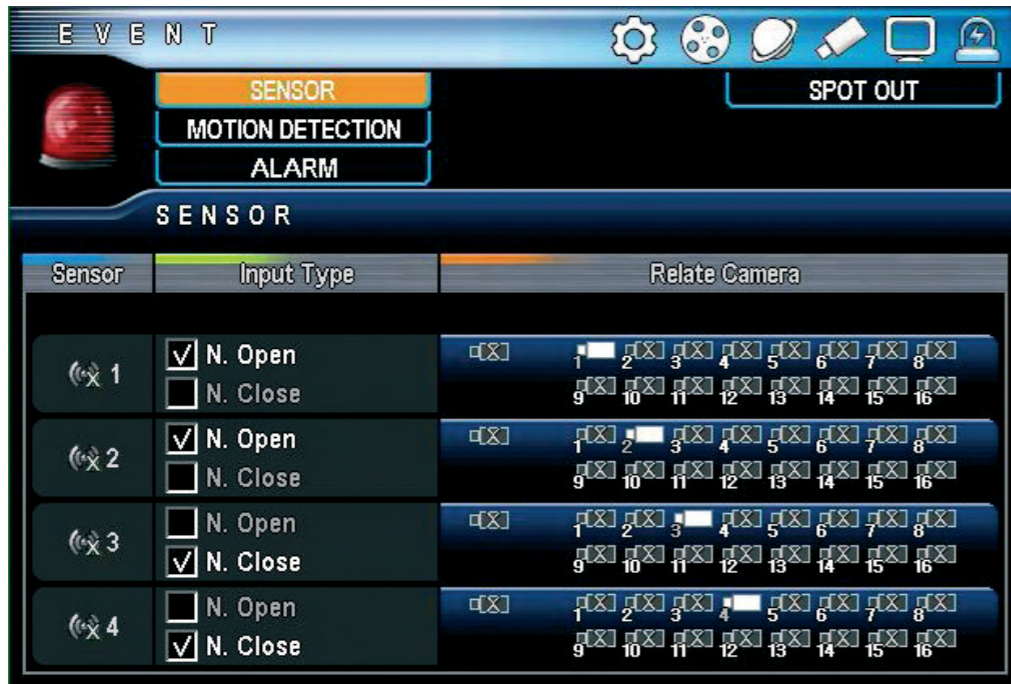 EVENT
SENSOR
SPOT OUT
MOTION DETECTION
ALARM
SENSOR
Sensor Input Type Relate Camera
1 N. Open 1 2 3 4 5 6 7 8
N. Close 9 10 11 12 13 14 15 16
2 N. Open 1 2 3 4 5 6 7 8
N. Close 9 10 11 12 13 14 15 16
3 N. Open 1 2 3 4 5 6 7 8
N. Close 9 10 11 12 13 14 15 16
4 N. Open 1 2 3 4 5 6 7 8
N. Close 9 10 11 12 13 14 15 16